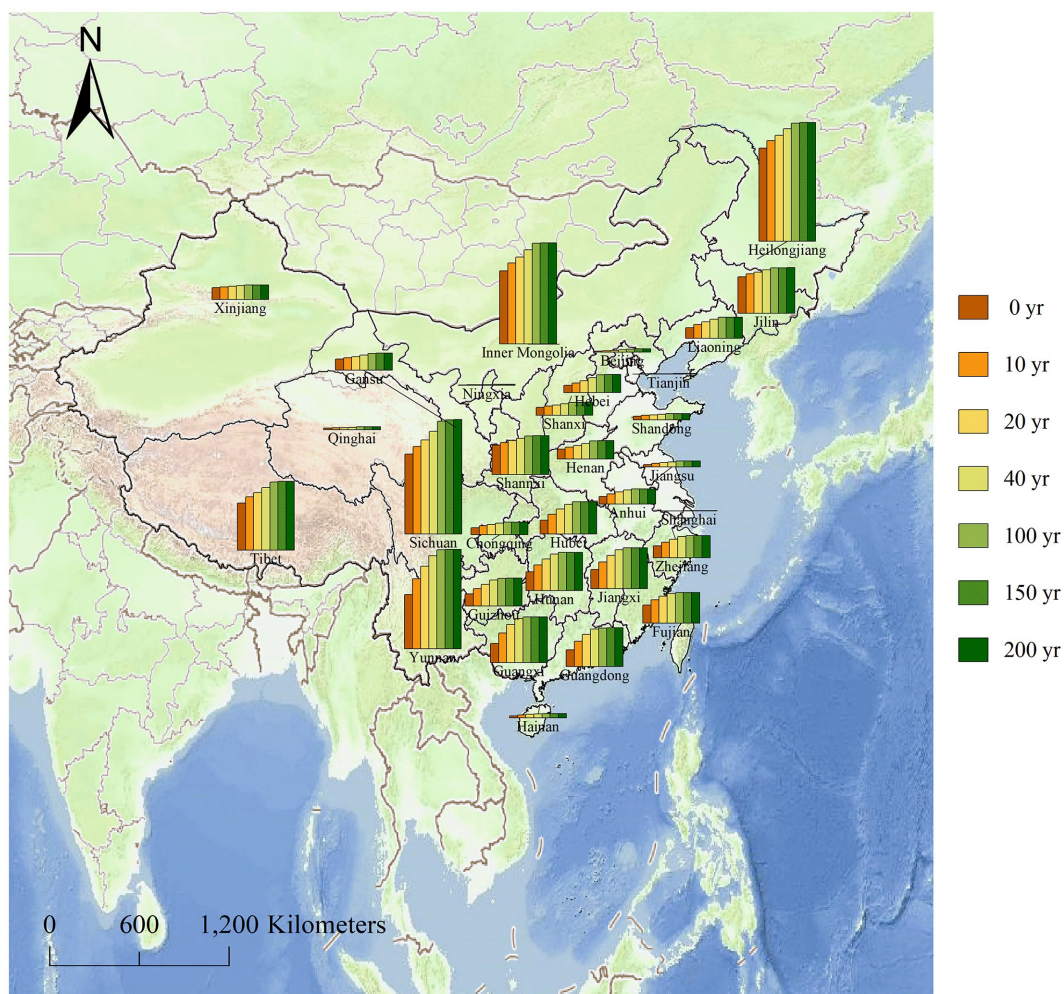 N
Heilongjiang
Xinjiang
Jilin
Inner Mongolia
Liaoning
Beijing
Gansu
Tianjin
Ningxia
Hebei
Shanxi
Shandong
Qinghai
Henan
Shannxi
Jiangsu
Anhui
Shanghai
Sichuan
Chongqing
Hubei
Tibet
Zhejiang
Hunan
Jiangxi
Guizhou
Fujian
Yunnan
Guangxi
Guangdong
Hainan
0 600 1,200 Kilometers
0 yr
10 yr
20 yr
40 yr
100 yr
150 yr
200 yr